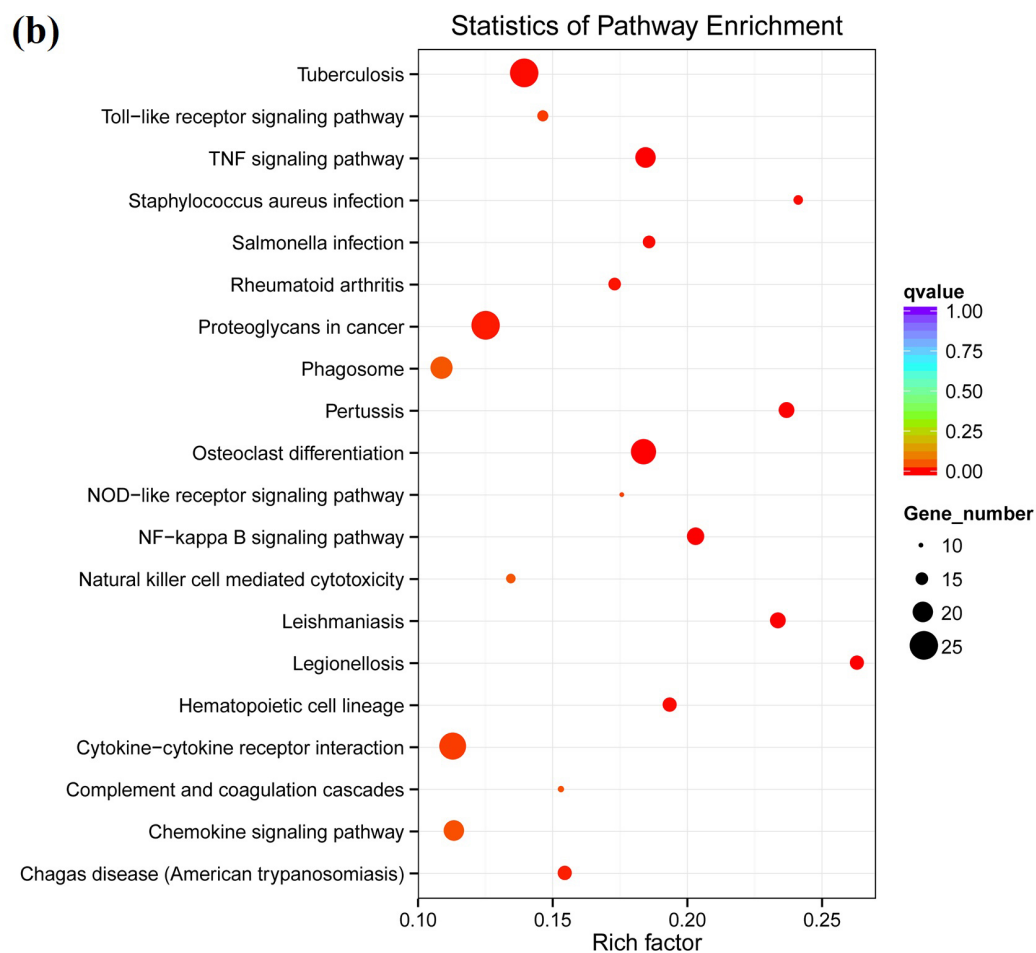 (b)
Statistics of Pathway Enrichment
Tuberculosis
Toll−like receptor signaling pathway
TNF signaling pathway
Staphylococcus aureus infection
Salmonella infection
Rheumatoid arthritis
Proteoglycans in cancer
Phagosome
Pertussis
Osteoclast differentiation
NOD−like receptor signaling pathway
NF−kappa B signaling pathway
Natural killer cell mediated cytotoxicity
Leishmaniasis
Legionellosis
Hematopoietic cell lineage
Cytokine−cytokine receptor interaction
Complement and coagulation cascades
Chemokine signaling pathway
Chagas disease (American trypanosomiasis)
0.10 0.15 0.20 0.25
Rich factor
qvalue
1.00
0.75
0.50
0.25
0.00
Gene_number
10
15
20
25